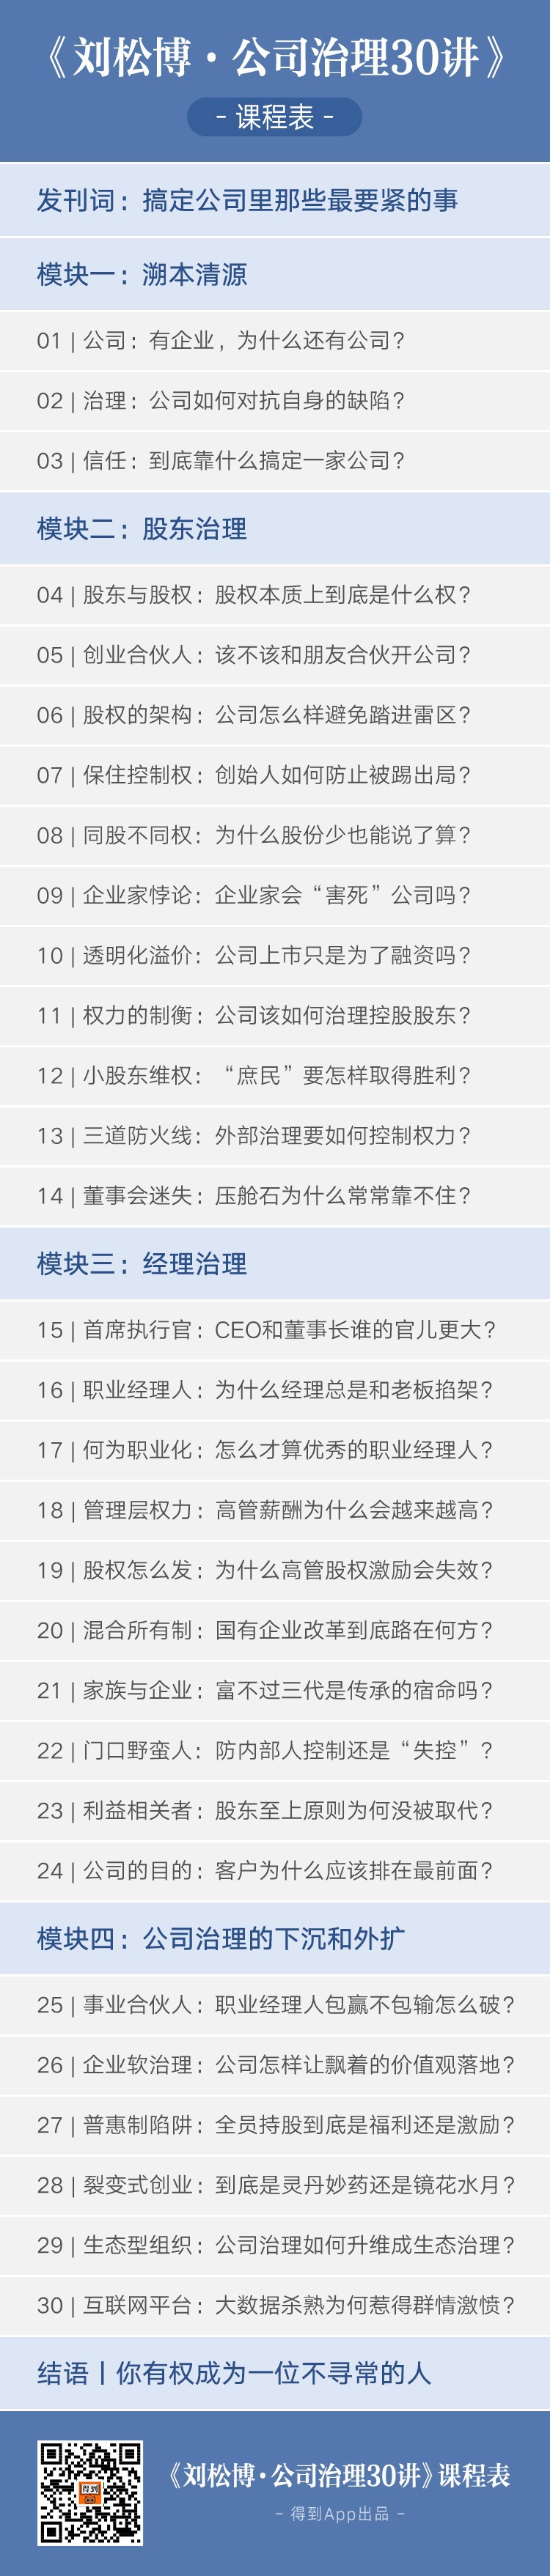 《刘松博·公司治理30讲》
- 课程表 -
发刊词：搞定公司里那些最要紧的事
模块一：溯本清源
01 | 公司：有企业，为什么还有公司？
02 | 治理：公司如何对抗自身的缺陷？
03 | 信任：到底靠什么搞定一家公司？
模块二：股东治理
04 | 股东与股权：股权本质上到底是什么权？
05 | 创业合伙人：该不该和朋友合伙开公司？
06 | 股权的架构：公司怎么样避免踏进雷区？
07 | 保住控制权：创始人如何防止被踢出局？
08 | 同股不同权：为什么股份少也能说了算？
09 | 企业家悖论：企业家会“害死”公司吗？
10 | 透明化溢价：公司上市只是为了融资吗？
11 | 权力的制衡：公司该如何治理控股股东？
12 | 小股东维权：“庶民”要怎样取得胜利？
13 | 三道防火线：外部治理要如何控制权力？
14 | 董事会迷失：压舱石为什么常常靠不住？
模块三：经理治理
15 | 首席执行官：CEO和董事长谁的官儿更大？
16 | 职业经理人：为什么经理总是和老板掐架？
17 | 何为职业化：怎么才算优秀的职业经理人？
18 | 管理层权力：高管薪酬为什么会越来越高？
19 | 股权怎么发：为什么高管股权激励会失效？
20 | 混合所有制：国有企业改革到底路在何方？
21 | 家族与企业：富不过三代是传承的宿命吗？
22 | 门口野蛮人：防内部人控制还是“失控”？
23 | 利益相关者：股东至上原则为何没被取代？
24 | 公司的目的：客户为什么应该排在最前面？
模块四：公司治理的下沉和外扩
25 | 事业合伙人：职业经理人包赢不包输怎么破？
26 | 企业软治理：公司怎样让飘着的价值观落地？
27 | 普惠制陷阱：全员持股到底是福利还是激励？
28 | 裂变式创业：到底是灵丹妙药还是镜花水月？
29 | 生态型组织：公司治理如何升维成生态治理？
30 | 互联网平台：大数据杀熟为何惹得群情激愤？
结语 | 你有权成为一位不寻常的人
得到
《刘松博·公司治理30讲》课程表
- 得到App出品 -